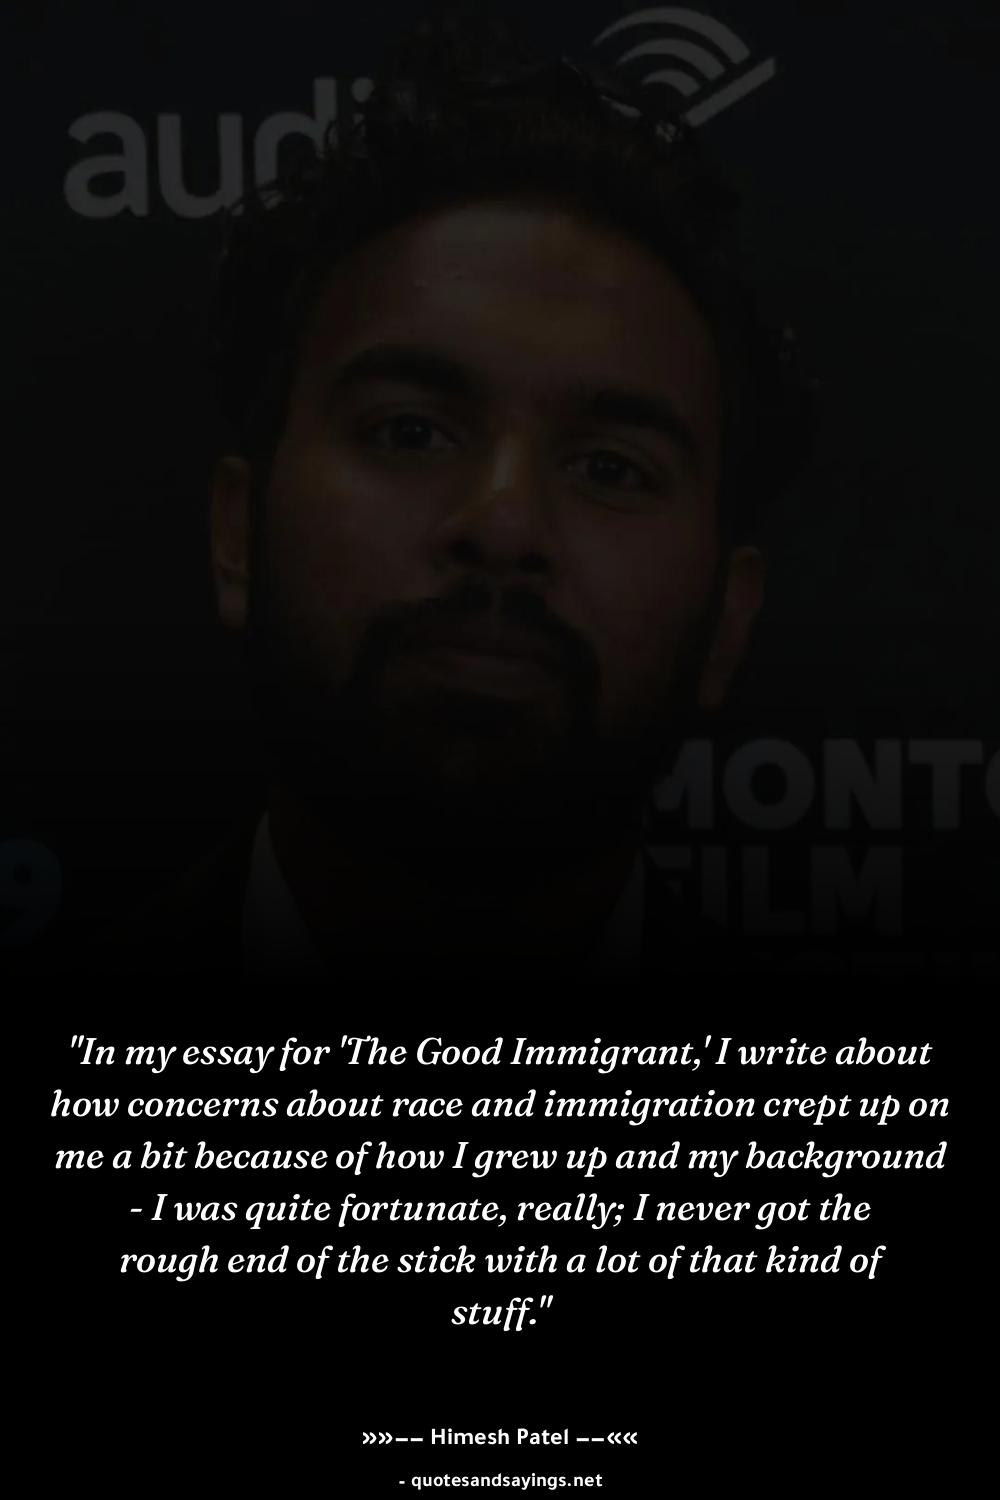 audi
MONT
FILM
9
"In my essay for 'The Good Immigrant,' I write about
how concerns about race and immigration crept up on
me a bit because of how I grew up and my background
- I was quite fortunate, really; I never got the
rough end of the stick with a lot of that kind of
stuff."
»»–– Himesh Patel ––««
- quotesandsayings.net